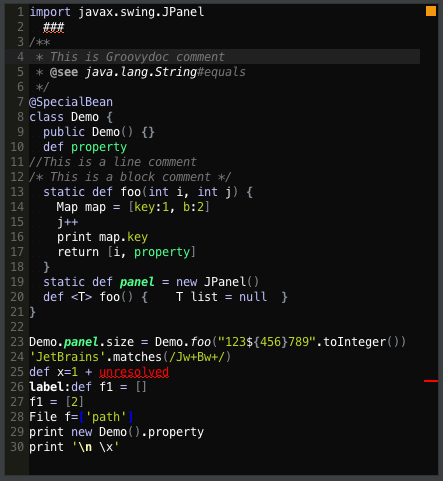 1 import javax.swing.JPanel
2   ###
3 /**
4  * This is Groovydoc comment
5  * @see java.lang.String#equals
6  */
7 @SpecialBean
8 class Demo {
9   public Demo() {}
10   def property
11 //This is a line comment
12 /* This is a block comment */
13   static def foo(int i, int j) {
14     Map map = [key:1, b:2]
15     j++
16     print map.key
17     return [i, property]
18   }
19   static def panel = new JPanel()
20   def <T> foo() {    T list = null  }
21 }
22
23 Demo.panel.size = Demo.foo("123${456}789".toInteger())
24 'JetBrains'.matches(/Jw+Bw+/)
25 def x=1 + unresolved
26 label:def f1 = []
27 f1 = [2]
28 File f=['path']
29 print new Demo().property
30 print '\n \x'